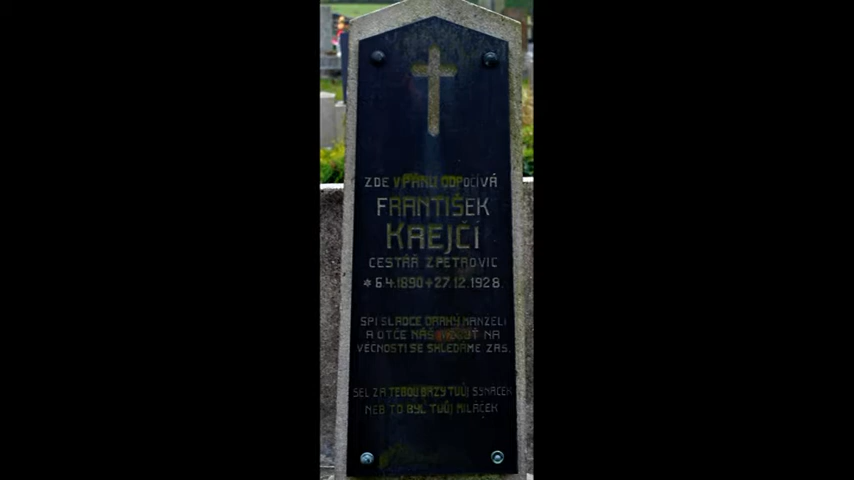 ZDE V PÁNU ODPOČÍVÁ
FRANTIŠEK
KREJČÍ
CESTÁŘ Z PETROVIC
* 6.4.1890 + 27.12.1928
SPI SLADCE DRAHÝ MANŽELI
A OTČE NÁŠ NA
VĚČNOSTI SE SHLEDÁME ZAS.
ŠEL ZA TEBOU BRZY TVŮJ SYNÁČEK
NEB TO BYL TVŮJ MILÁČEK